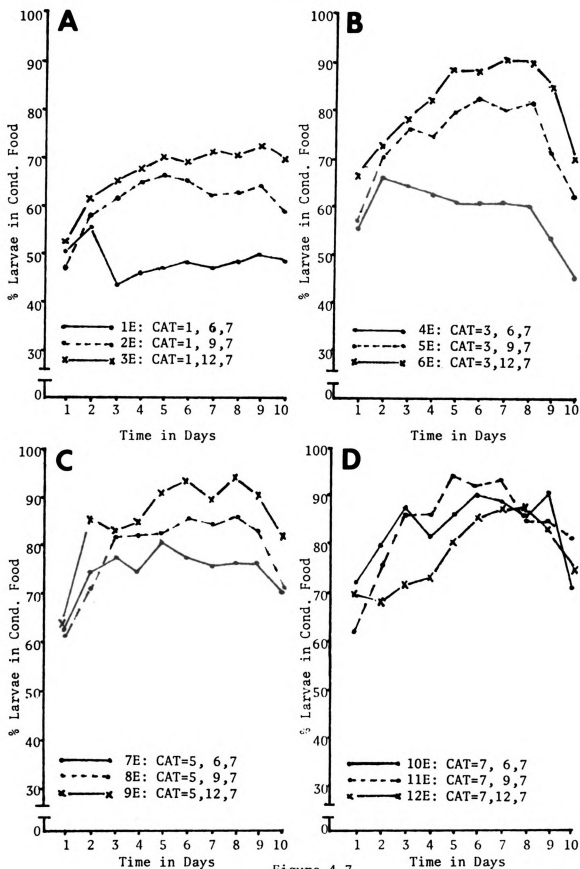 A
100
90
80
70
60
50
40
30
0
% Larvae in Cond. Food
1E: CAT=1, 6,7
2E: CAT=1, 9,7
3E: CAT=1,12,7
1 2 3 4 5 6 7 8 9 10
Time in Days
B
100
90
80
70
60
50
40
30
0
% Larvae in Cond. Food
4E: CAT=3, 6,7
5E: CAT=3, 9,7
6E: CAT=3,12,7
1 2 3 4 5 6 7 8 9 10
Time in Days
C
100
90
80
70
60
50
40
30
0
% Larvae in Cond. Food
7E: CAT=5, 6,7
8E: CAT=5, 9,7
9E: CAT=5,12,7
1 2 3 4 5 6 7 8 9 10
Time in Days
D
100
90
80
70
60
50
40
30
0
% Larvae in Cond. Food
10E: CAT=7, 6,7
11E: CAT=7, 9,7
12E: CAT=7,12,7
1 2 3 4 5 6 7 8 9 10
Time in Days